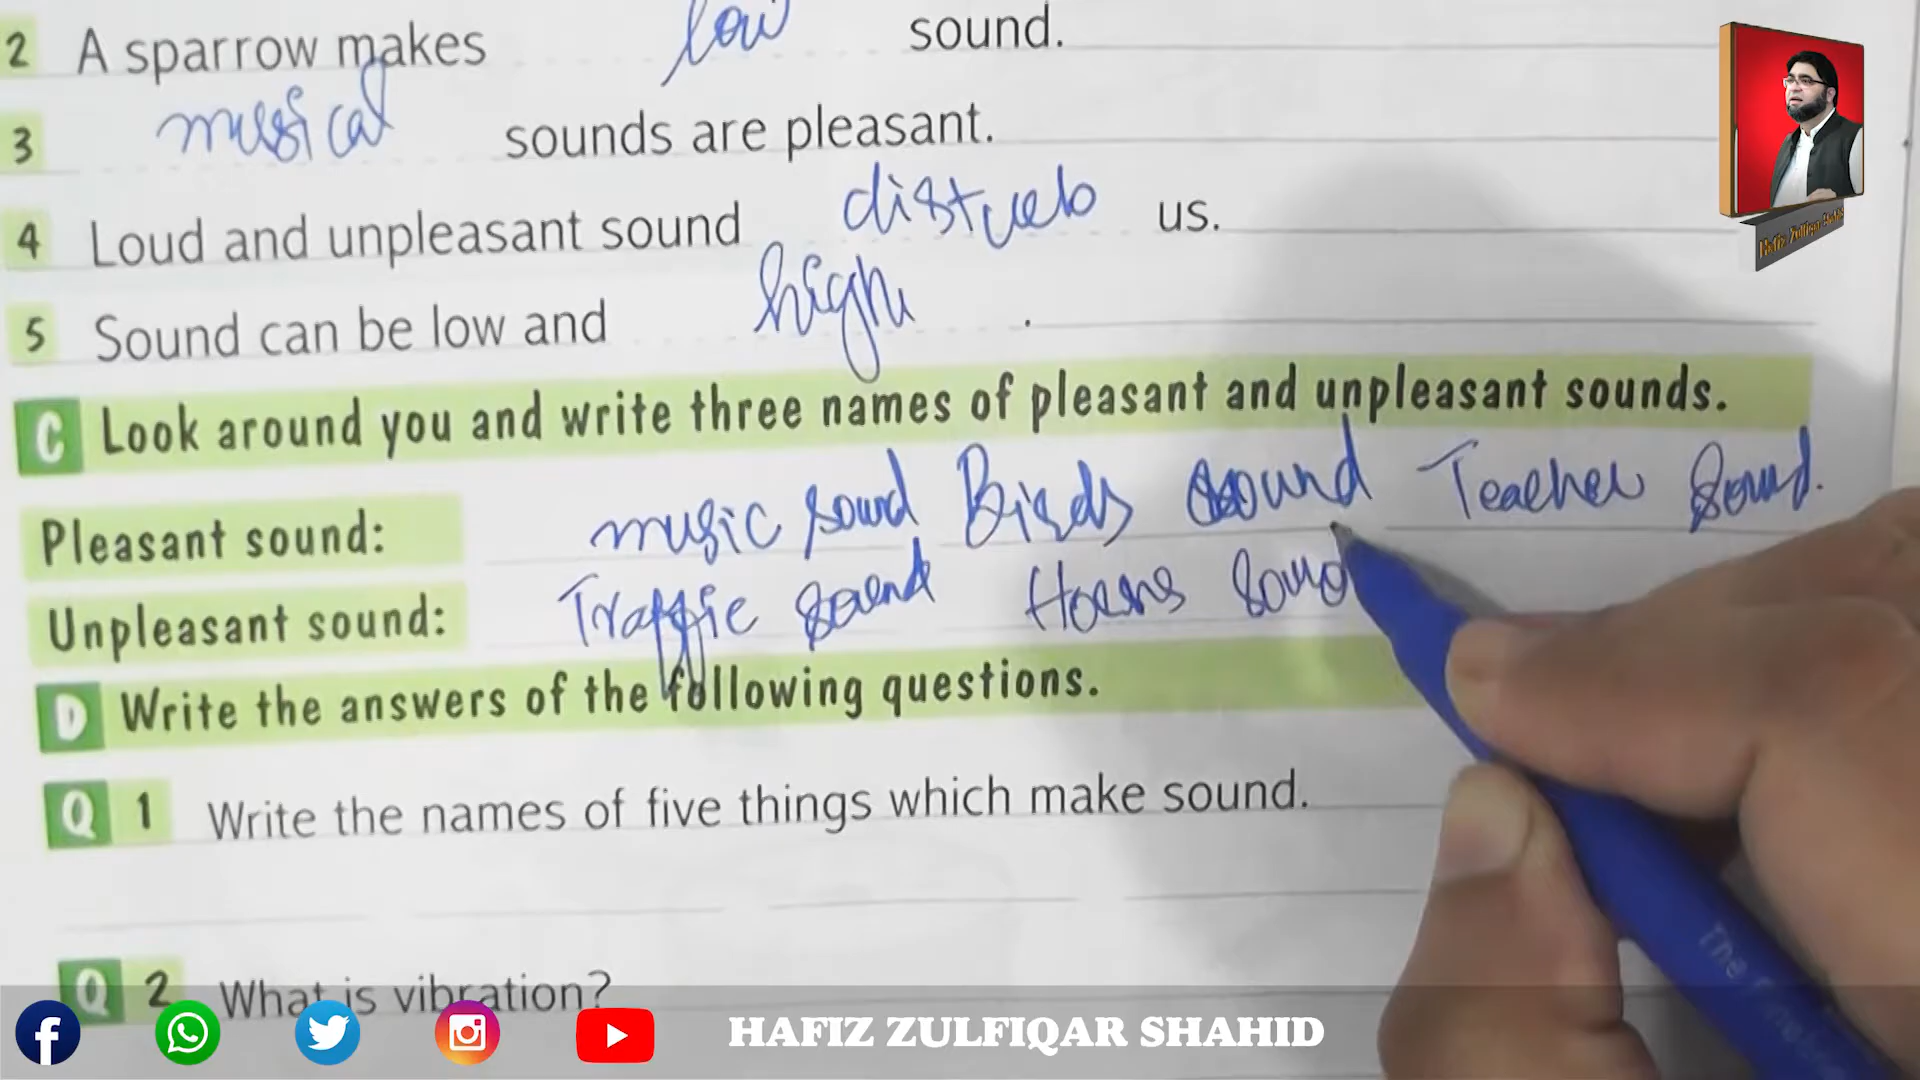 2 A sparrow makes low sound.
3 musical sounds are pleasant.
4 Loud and unpleasant sound disturb us.
5 Sound can be low and high .
C Look around you and write three names of pleasant and unpleasant sounds.
Pleasant sound: music sound Birds sound Teacher Sound.
Unpleasant sound: Traffic sound Horns Sound
D Write the answers of the following questions.
Q 1 Write the names of five things which make sound.
Q 2 What is vibration?
HAFIZ ZULFIQAR SHAHID
Hafiz Zulfiqar Shahid